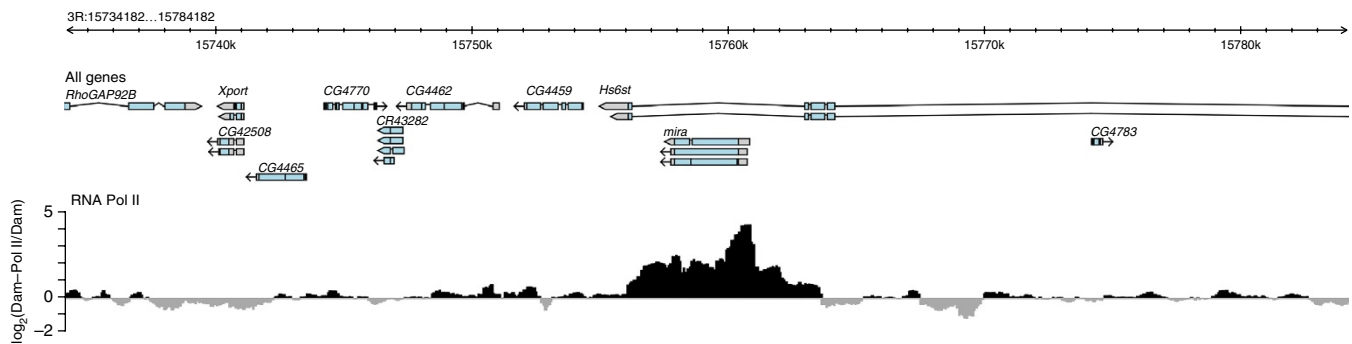 3R:15734182…15784182
15740k 15750k 15760k 15770k 15780k
All genes
RhoGAP92B Xport CG4770 CG4462 CG4459 Hs6st
CR43282
CG42508 mira CG4783
CG4465
RNA Pol II
5
0
–2
log2(Dam–Pol II/Dam)